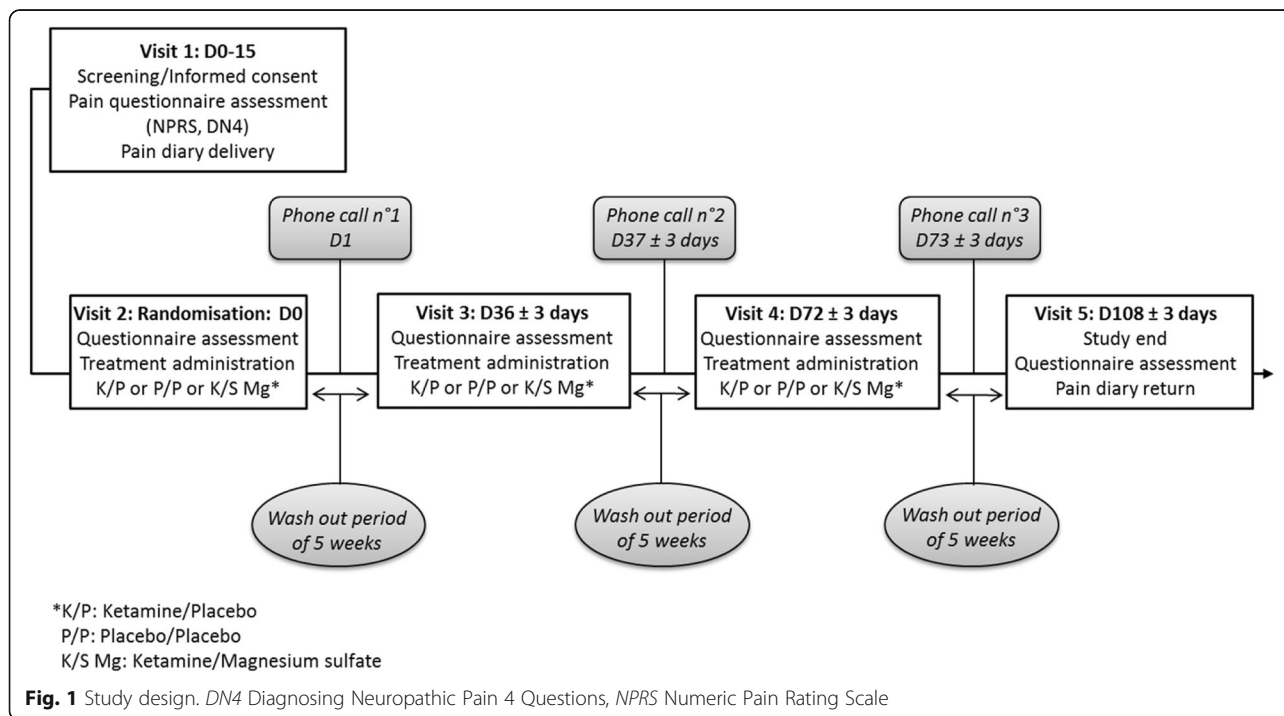 Visit 1: D0-15
Screening/Informed consent
Pain questionnaire assessment
(NPRS, DN4)
Pain diary delivery
Phone call n°1
D1
Phone call n°2
D37 ± 3 days
Phone call n°3
D73 ± 3 days
Visit 2: Randomisation: D0
Questionnaire assessment
Treatment administration
K/P or P/P or K/S Mg*
Visit 3: D36 ± 3 days
Questionnaire assessment
Treatment administration
K/P or P/P or K/S Mg*
Visit 4: D72 ± 3 days
Questionnaire assessment
Treatment administration
K/P or P/P or K/S Mg*
Visit 5: D108 ± 3 days
Study end
Questionnaire assessment
Pain diary return
Wash out period
of 5 weeks
Wash out period
of 5 weeks
Wash out period
of 5 weeks
*K/P: Ketamine/Placebo
P/P: Placebo/Placebo
K/S Mg: Ketamine/Magnesium sulfate
Fig. 1 Study design. DN4 Diagnosing Neuropathic Pain 4 Questions, NPRS Numeric Pain Rating Scale